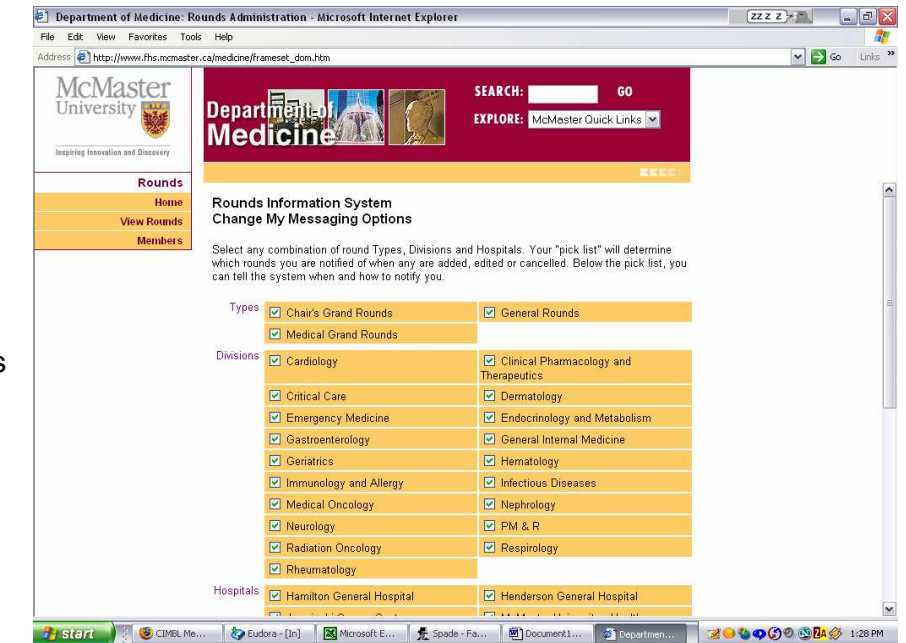 Department of Medicine: Rounds Administration - Microsoft Internet Explorer
zz z z
File Edit View Favorites Tools Help
Address http://www.fhs.mcmaster.ca/medicine/frameset_dom.htm
Go Links »
McMaster
University
Inspiring Innovation and Discovery
Department of
Medicine
SEARCH: GO
EXPLORE: McMaster Quick Links
Rounds
Home
View Rounds
Members
Rounds Information System
Change My Messaging Options
Select any combination of round Types, Divisions and Hospitals. Your "pick list" will determine
which rounds you are notified of when any are added, edited or cancelled. Below the pick list, you
can tell the system when and how to notify you.
Types Chair's Grand Rounds General Rounds
Medical Grand Rounds
Divisions Cardiology Clinical Pharmacology and
Therapeutics
Critical Care Dermatology
Emergency Medicine Endocrinology and Metabolism
Gastroenterology General Internal Medicine
Geriatrics Hematology
Immunology and Allergy Infectious Diseases
Medical Oncology Nephrology
Neurology PM & R
Radiation Oncology Respirology
Rheumatology
Hospitals Hamilton General Hospital Henderson General Hospital
s
start CIMBL Me... Eudora - [In] Microsoft E... Spade - Fa... Document1... Departmen... 1:28 PM